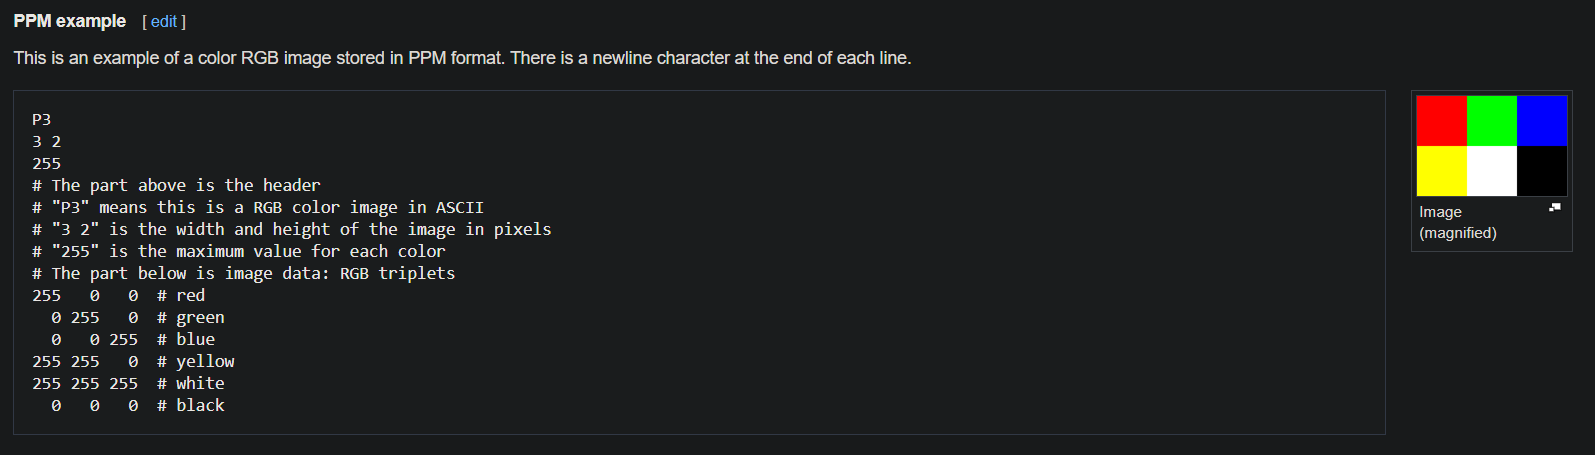 PPM example [ edit ]
This is an example of a color RGB image stored in PPM format. There is a newline character at the end of each line.
P3
3 2
255
# The part above is the header
# "P3" means this is a RGB color image in ASCII
# "3 2" is the width and height of the image in pixels
# "255" is the maximum value for each color
# The part below is image data: RGB triplets
255   0   0  # red
  0 255   0  # green
  0   0 255  # blue
255 255   0  # yellow
255 255 255  # white
  0   0   0  # black
Image
(magnified)